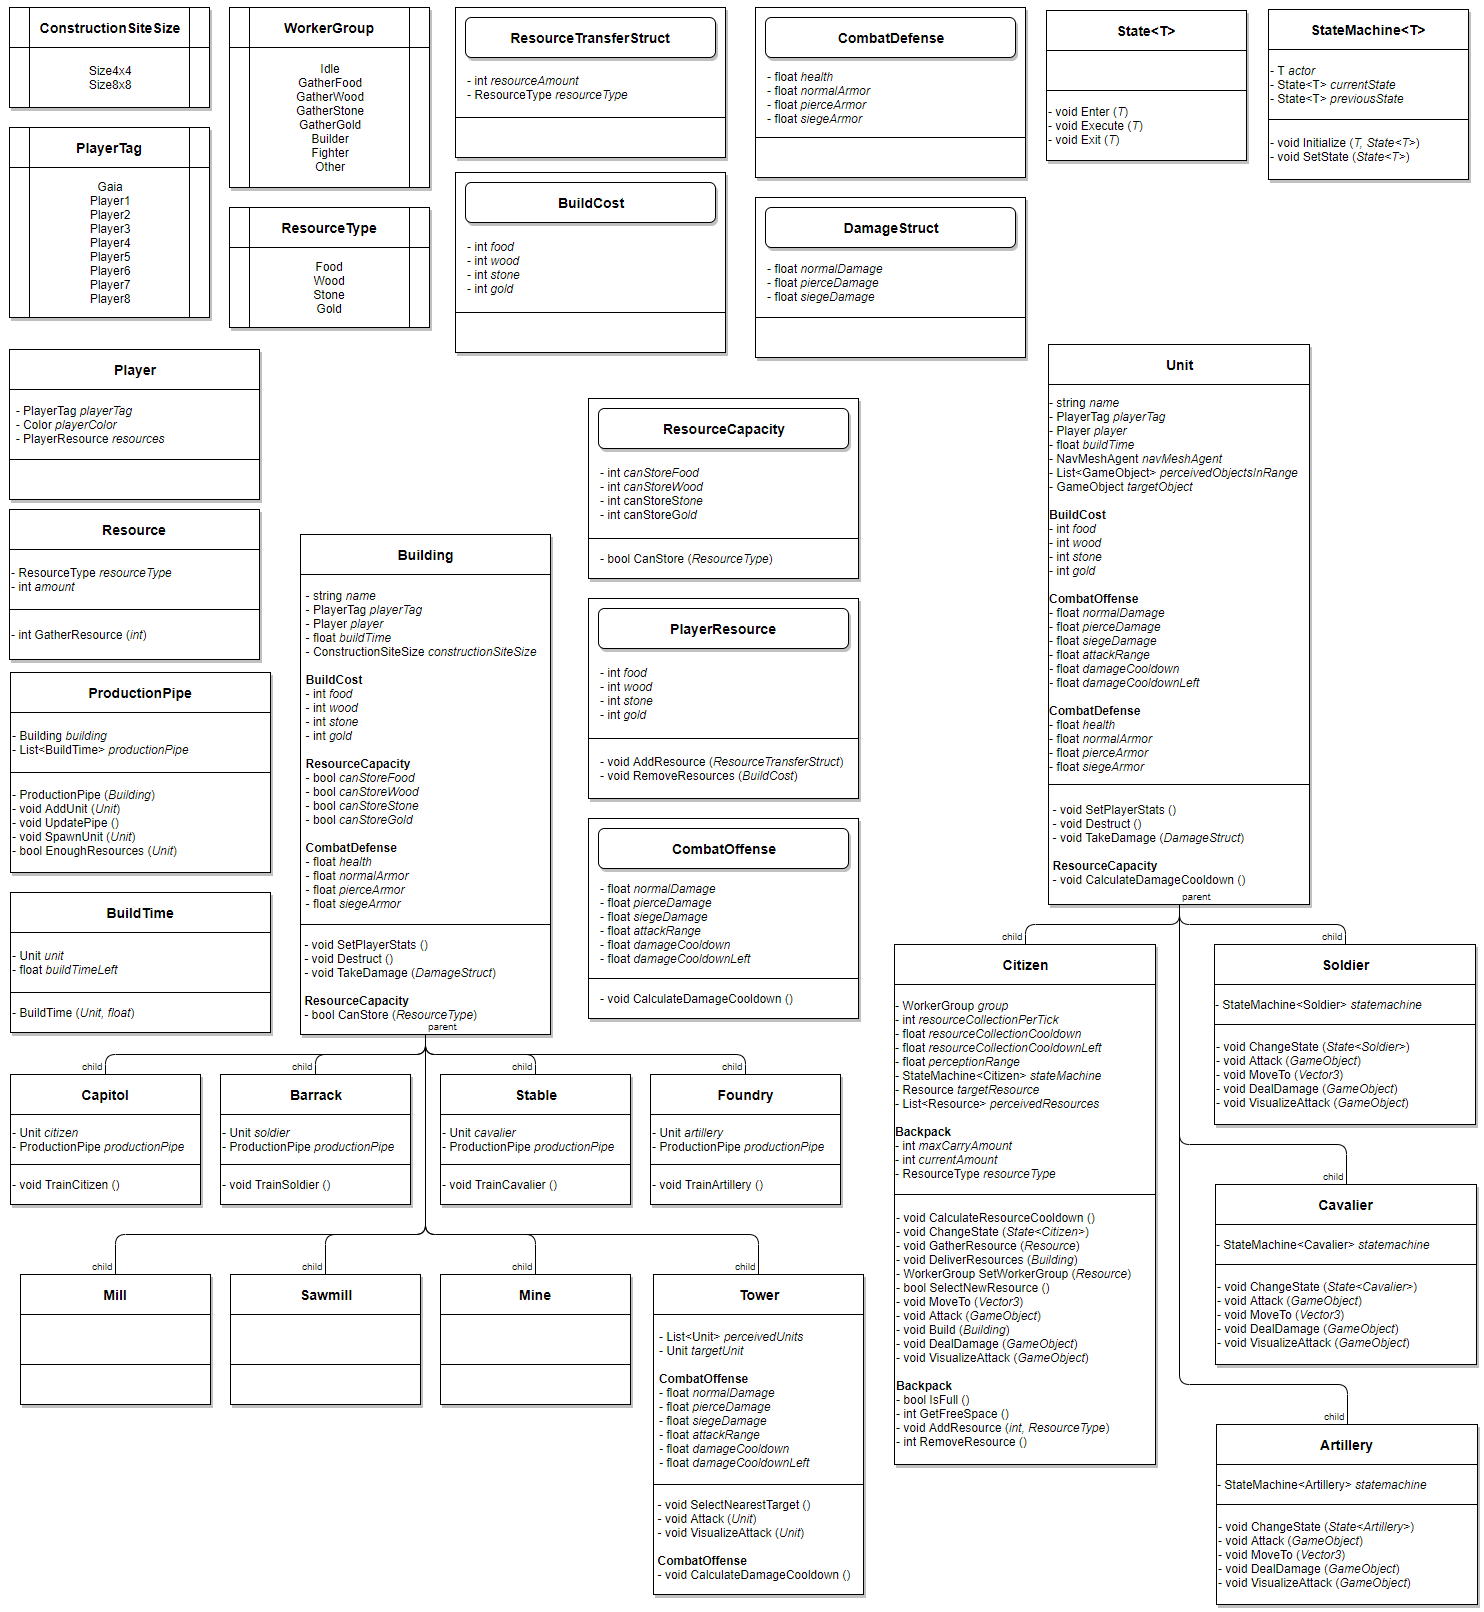 ConstructionSiteSize
Size4x4
Size8x8
PlayerTag
Gaia
Player1
Player2
Player3
Player4
Player5
Player6
Player7
Player8
WorkerGroup
Idle
GatherFood
GatherWood
GatherStone
GatherGold
Builder
Fighter
Other
ResourceType
Food
Wood
Stone
Gold
ResourceTransferStruct
- int resourceAmount
- ResourceType resourceType
BuildCost
- int food
- int wood
- int stone
- int gold
CombatDefense
- float health
- float normalArmor
- float pierceArmor
- float siegeArmor
DamageStruct
- float normalDamage
- float pierceDamage
- float siegeDamage
State<T>
- void Enter (T)
- void Execute (T)
- void Exit (T)
StateMachine<T>
- T actor
- State<T> currentState
- State<T> previousState
- void Initialize (T, State<T>)
- void SetState (State<T>)
Player
- PlayerTag playerTag
- Color playerColor
- PlayerResource resources
Resource
- ResourceType resourceType
- int amount
- int GatherResource (int)
ProductionPipe
- Building building
- List<BuildTime> productionPipe
- ProductionPipe (Building)
- void AddUnit (Unit)
- void UpdatePipe ()
- void SpawnUnit (Unit)
- bool EnoughResources (Unit)
BuildTime
- Unit unit
- float buildTimeLeft
- BuildTime (Unit, float)
Building
- string name
- PlayerTag playerTag
- Player player
- float buildTime
- ConstructionSiteSize constructionSiteSize
BuildCost
- int food
- int wood
- int stone
- int gold
ResourceCapacity
- bool canStoreFood
- bool canStoreWood
- bool canStoreStone
- bool canStoreGold
CombatDefense
- float health
- float normalArmor
- float pierceArmor
- float siegeArmor
- void SetPlayerStats ()
- void Destruct ()
- void TakeDamage (DamageStruct)
ResourceCapacity
- bool CanStore (ResourceType)
parent
ResourceCapacity
- int canStoreFood
- int canStoreWood
- int canStoreStone
- int canStoreGold
- bool CanStore (ResourceType)
PlayerResource
- int food
- int wood
- int stone
- int gold
- void AddResource (ResourceTransferStruct)
- void RemoveResources (BuildCost)
CombatOffense
- float normalDamage
- float pierceDamage
- float siegeDamage
- float attackRange
- float damageCooldown
- float damageCooldownLeft
- void CalculateDamageCooldown ()
Unit
- string name
- PlayerTag playerTag
- Player player
- float buildTime
- NavMeshAgent navMeshAgent
- List<GameObject> perceivedObjectsInRange
- GameObject targetObject
BuildCost
- int food
- int wood
- int stone
- int gold
CombatOffense
- float normalDamage
- float pierceDamage
- float siegeDamage
- float attackRange
- float damageCooldown
- float damageCooldownLeft
CombatDefense
- float health
- float normalArmor
- float pierceArmor
- float siegeArmor
- void SetPlayerStats ()
- void Destruct ()
- void TakeDamage (DamageStruct)
ResourceCapacity
- void CalculateDamageCooldown ()
parent
child
Capitol
- Unit citizen
- ProductionPipe productionPipe
- void TrainCitizen ()
child
Barrack
- Unit soldier
- ProductionPipe productionPipe
- void TrainSoldier ()
child
Stable
- Unit cavalier
- ProductionPipe productionPipe
- void TrainCavalier ()
child
Foundry
- Unit artillery
- ProductionPipe productionPipe
- void TrainArtillery ()
child
Mill
child
Sawmill
child
Mine
child
Tower
- List<Unit> perceivedUnits
- Unit targetUnit
CombatOffense
- float normalDamage
- float pierceDamage
- float siegeDamage
- float attackRange
- float damageCooldown
- float damageCooldownLeft
- void SelectNearestTarget ()
- void Attack (Unit)
- void VisualizeAttack (Unit)
CombatOffense
- void CalculateDamageCooldown ()
child
Citizen
- WorkerGroup group
- int resourceCollectionPerTick
- float resourceCollectionCooldown
- float resourceCollectionCooldownLeft
- float perceptionRange
- StateMachine<Citizen> stateMachine
- Resource targetResource
- List<Resource> perceivedResources
Backpack
- int maxCarryAmount
- int currentAmount
- ResourceType resourceType
- void CalculateResourceCooldown ()
- void ChangeState (State<Citizen>)
- void GatherResource (Resource)
- void DeliverResources (Building)
- WorkerGroup SetWorkerGroup (Resource)
- bool SelectNewResource ()
- void MoveTo (Vector3)
- void Attack (GameObject)
- void Build (Building)
- void DealDamage (GameObject)
- void VisualizeAttack (GameObject)
Backpack
- bool IsFull ()
- int GetFreeSpace ()
- void AddResource (int, ResourceType)
- int RemoveResource ()
child
Soldier
- StateMachine<Soldier> statemachine
- void ChangeState (State<Soldier>)
- void Attack (GameObject)
- void MoveTo (Vector3)
- void DealDamage (GameObject)
- void VisualizeAttack (GameObject)
child
Cavalier
- StateMachine<Cavalier> statemachine
- void ChangeState (State<Cavalier>)
- void Attack (GameObject)
- void MoveTo (Vector3)
- void DealDamage (GameObject)
- void VisualizeAttack (GameObject)
child
Artillery
- StateMachine<Artillery> statemachine
- void ChangeState (State<Artillery>)
- void Attack (GameObject)
- void MoveTo (Vector3)
- void DealDamage (GameObject)
- void VisualizeAttack (GameObject)